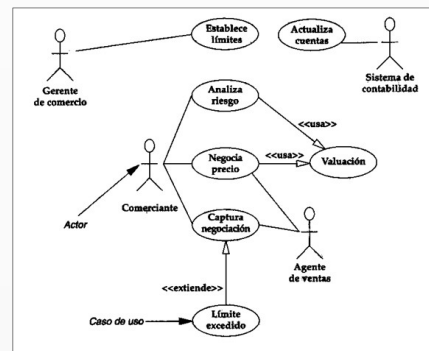 Establece
límites
Actualiza
cuentas
Gerente
de comercio
Sistema de
contabilidad
Analiza
riesgo
<<usa>>
Negocia
precio
<<usa>>
Valuación
Comerciante
Captura
negociación
Actor
Agente
de ventas
<<extiende>>
Caso de uso
Límite
excedido